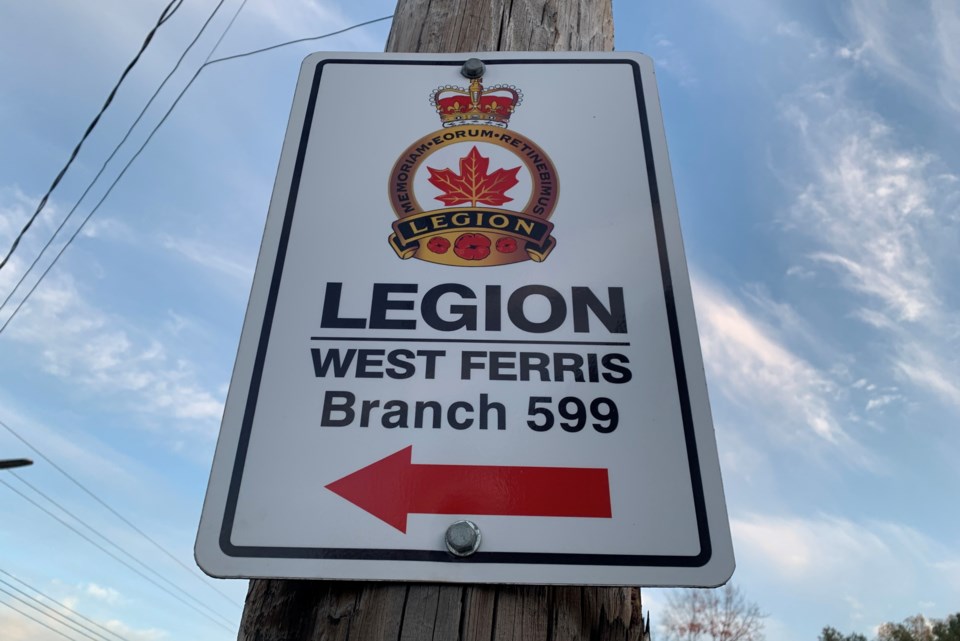 MEMORIAM•EORUM•RETINEBIMUS
LEGION
LEGION
WEST FERRIS
Branch 599